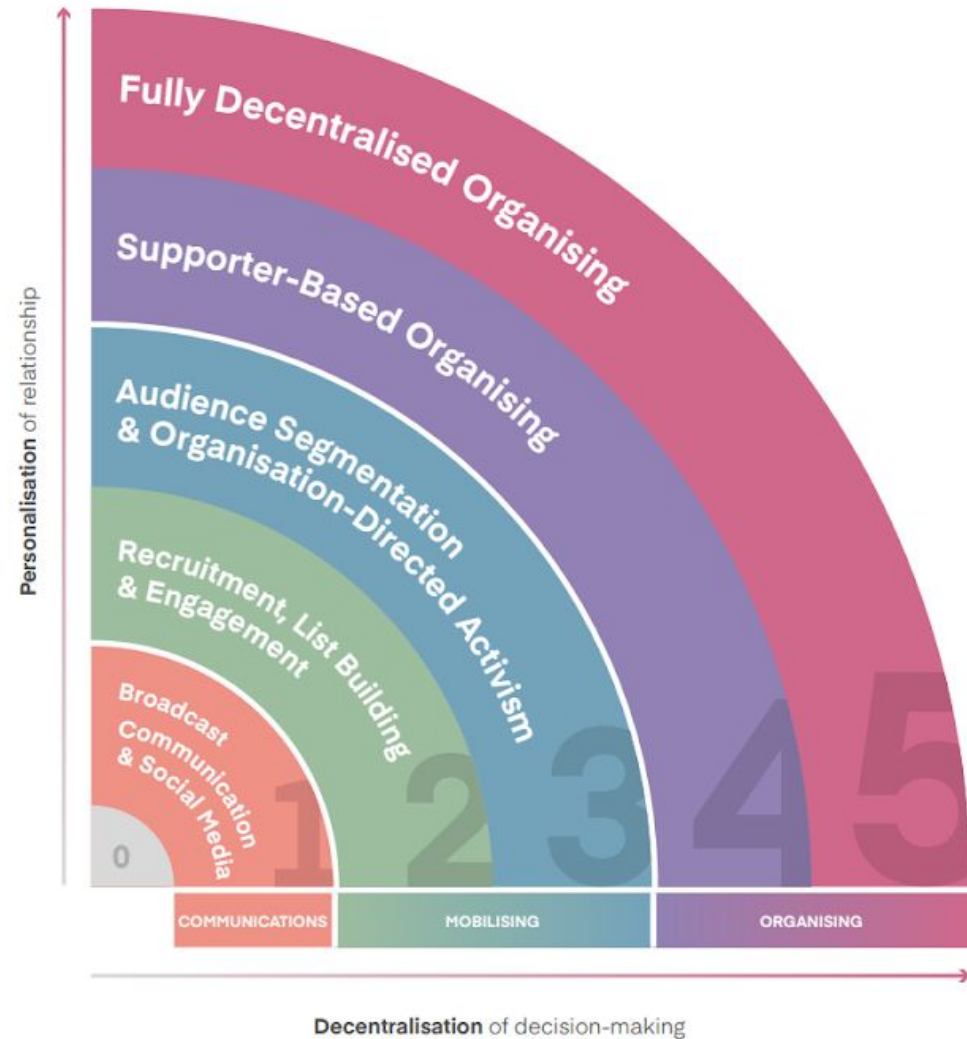 Fully Decentralised Organising
Supporter-Based Organising
Audience Segmentation
& Organisation-Directed Activism
Recruitment, List Building
& Engagement
Broadcast
Communication
& Social Media
0
1
2
3
4
5
COMMUNICATIONS
MOBILISING
ORGANISING
Personalisation of relationship
Decentralisation of decision-making